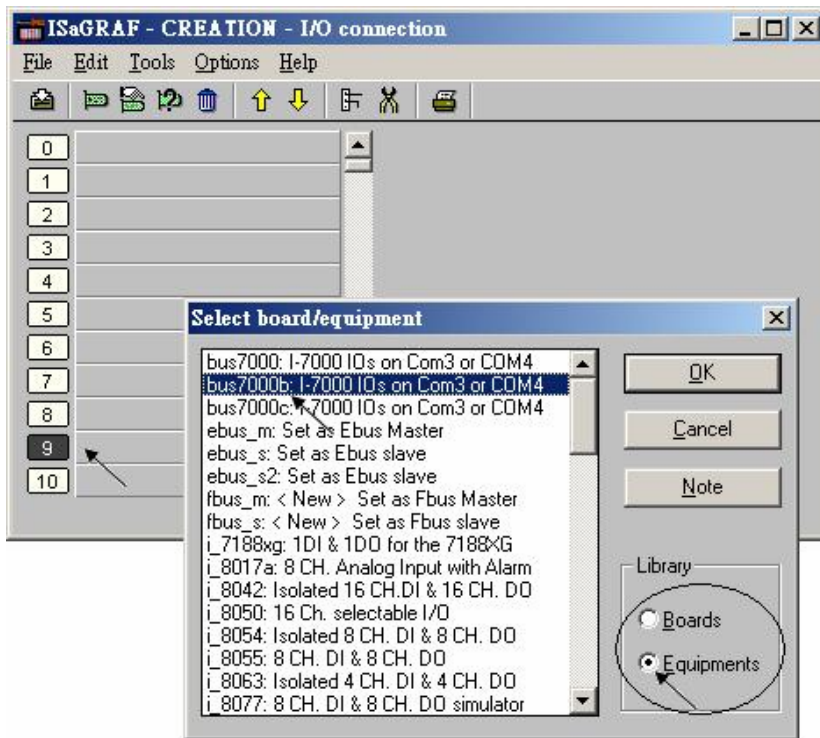 ISaGRAF - CREATION - I/O connection
File Edit Tools Options Help
0
1
2
3
4
5
6
7
8
9
10
Select board/equipment
bus7000: I-7000 IOs on Com3 or COM4
bus7000b: I-7000 IOs on Com3 or COM4
bus7000c: I-7000 IOs on Com3 or COM4
ebus_m: Set as Ebus Master
ebus_s: Set as Ebus slave
ebus_s2: Set as Ebus slave
fbus_m: < New > Set as Fbus Master
fbus_s: < New > Set as Fbus slave
i_7188xg: 1DI & 1DO for the 7188XG
i_8017a: 8 CH. Analog Input with Alarm
i_8042: Isolated 16 CH.DI & 16 CH. DO
i_8050: 16 Ch. selectable I/O
i_8054: Isolated 8 CH. DI & 8 CH. DO
i_8055: 8 CH. DI & 8 CH. DO
i_8063: Isolated 4 CH. DI & 4 CH. DO
i_8077: 8 CH. DI & 8 CH. DO simulator
OK
Cancel
Note
Library
Boards
Equipments